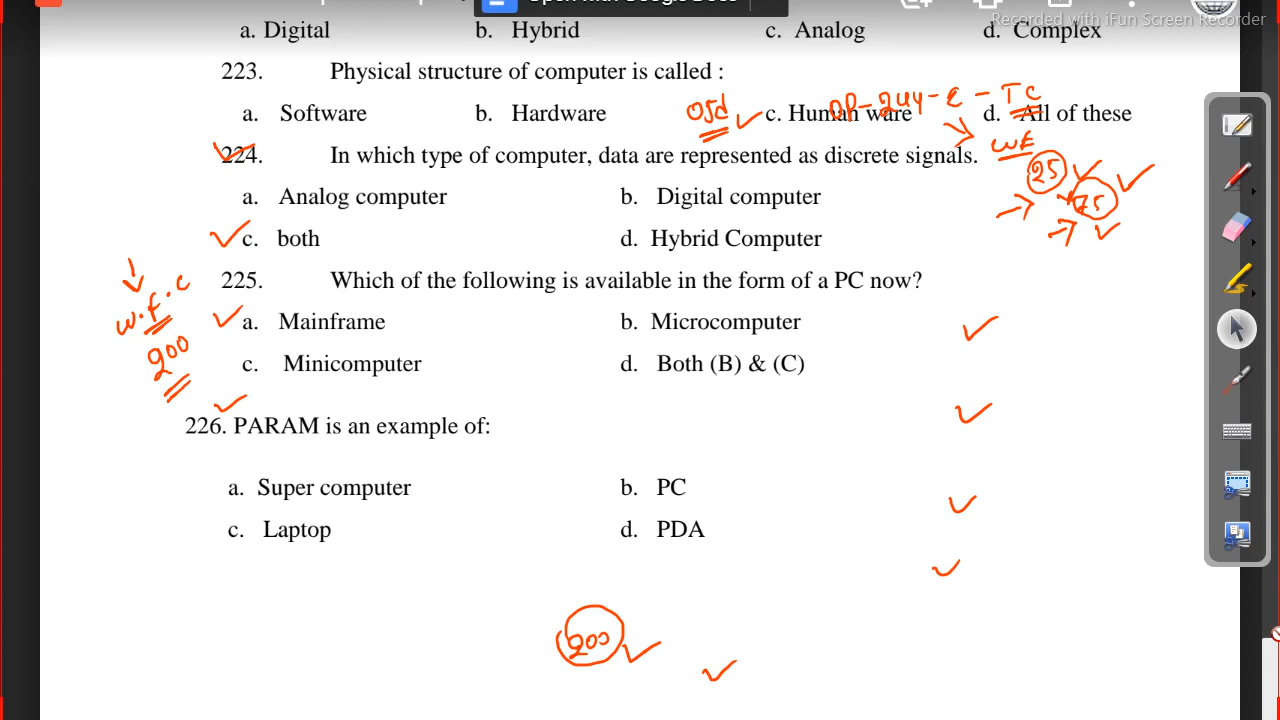 Recorded with iFun Screen Recorder
a. Digital b. Hybrid c. Analog d. Complex
223. Physical structure of computer is called :
a. Software b. Hardware c. Human ware d. All of these
224. In which type of computer, data are represented as discrete signals.
25
a. Analog computer b. Digital computer
75
c. both d. Hybrid Computer
225. Which of the following is available in the form of a PC now?
w.f.c
a. Mainframe b. Microcomputer
200
c. Minicomputer d. Both (B) & (C)
226. PARAM is an example of:
a. Super computer b. PC
c. Laptop d. PDA
200